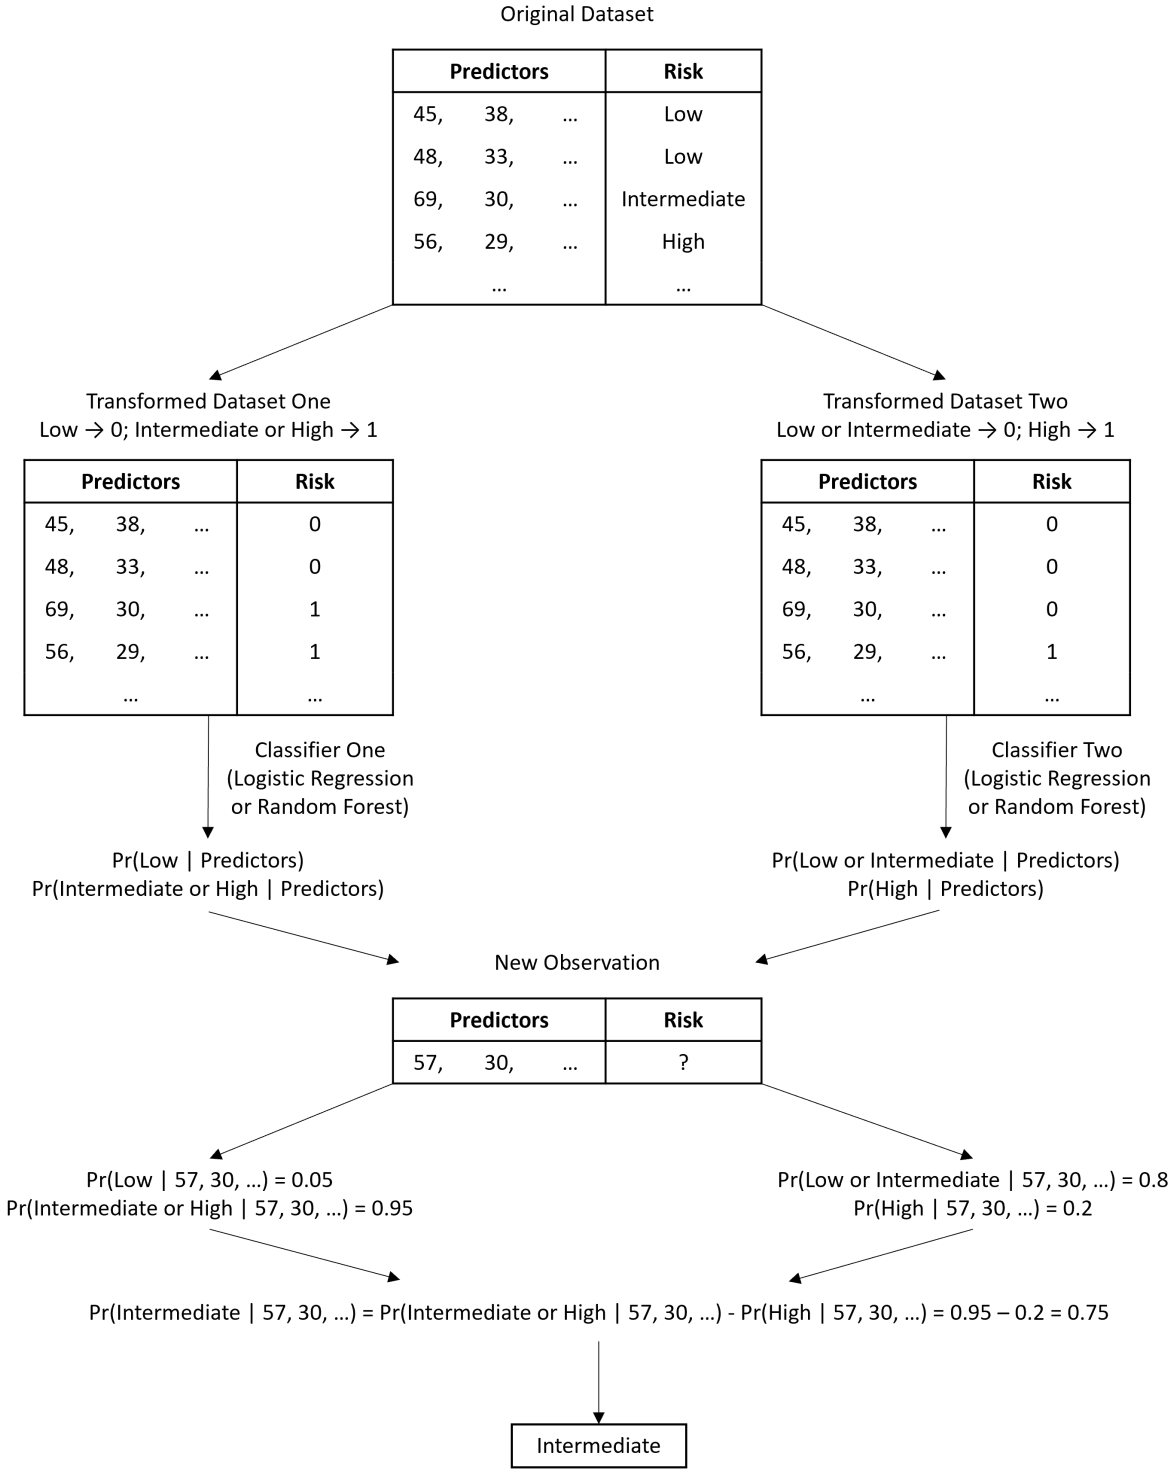 Original Dataset
Predictors Risk
45, 38, ... Low
48, 33, ... Low
69, 30, ... Intermediate
56, 29, ... High
... ...
Transformed Dataset One
Low → 0; Intermediate or High → 1
Predictors Risk
45, 38, ... 0
48, 33, ... 0
69, 30, ... 1
56, 29, ... 1
... ...
Transformed Dataset Two
Low or Intermediate → 0; High → 1
Predictors Risk
45, 38, ... 0
48, 33, ... 0
69, 30, ... 0
56, 29, ... 1
... ...
Classifier One
(Logistic Regression
or Random Forest)
Classifier Two
(Logistic Regression
or Random Forest)
Pr(Low | Predictors)
Pr(Intermediate or High | Predictors)
Pr(Low or Intermediate | Predictors)
Pr(High | Predictors)
New Observation
Predictors Risk
57, 30, ... ?
Pr(Low | 57, 30, ...) = 0.05
Pr(Intermediate or High | 57, 30, ...) = 0.95
Pr(Low or Intermediate | 57, 30, ...) = 0.8
Pr(High | 57, 30, ...) = 0.2
Pr(Intermediate | 57, 30, ...) = Pr(Intermediate or High | 57, 30, ...) - Pr(High | 57, 30, ...) = 0.95 – 0.2 = 0.75
Intermediate